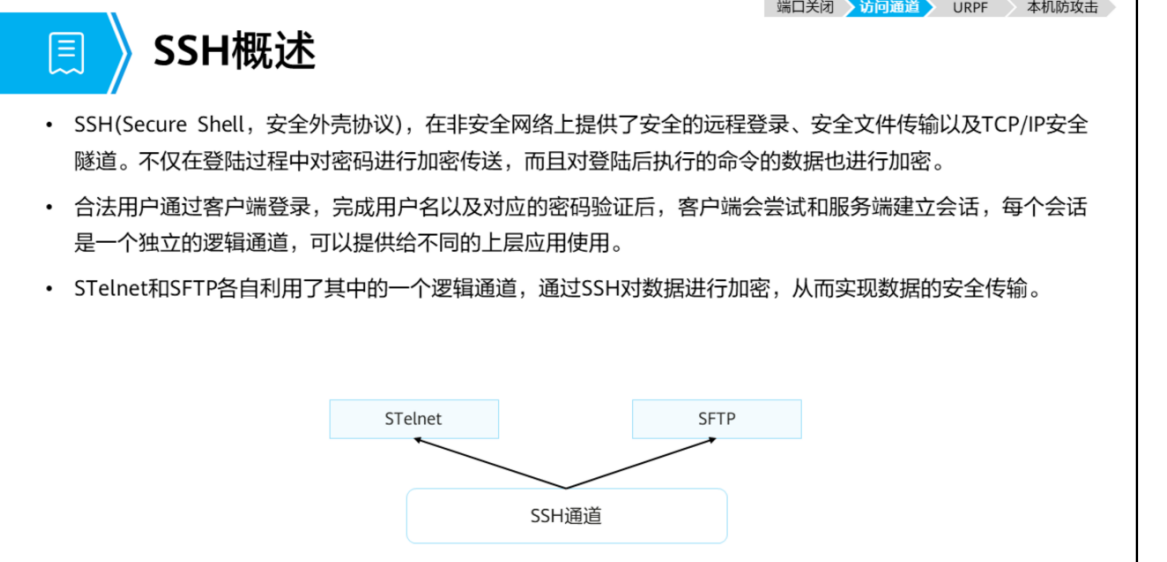 端口关闭 访问通道 URPF 本机防攻击
SSH概述
• SSH(Secure Shell，安全外壳协议)，在非安全网络上提供了安全的远程登录、安全文件传输以及TCP/IP安全
隧道。不仅在登陆过程中对密码进行加密传送，而且对登陆后执行的命令的数据也进行加密。
• 合法用户通过客户端登录，完成用户名以及对应的密码验证后，客户端会尝试和服务端建立会话，每个会话
是一个独立的逻辑通道，可以提供给不同的上层应用使用。
• STelnet和SFTP各自利用了其中的一个逻辑通道，通过SSH对数据进行加密，从而实现数据的安全传输。
STelnet SFTP
SSH通道